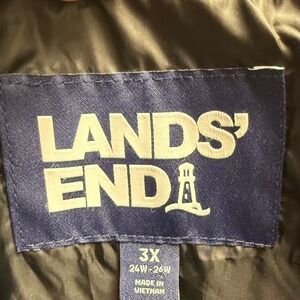 LANDS'
END
3X
24W-26W
MADE IN
VIETNAM